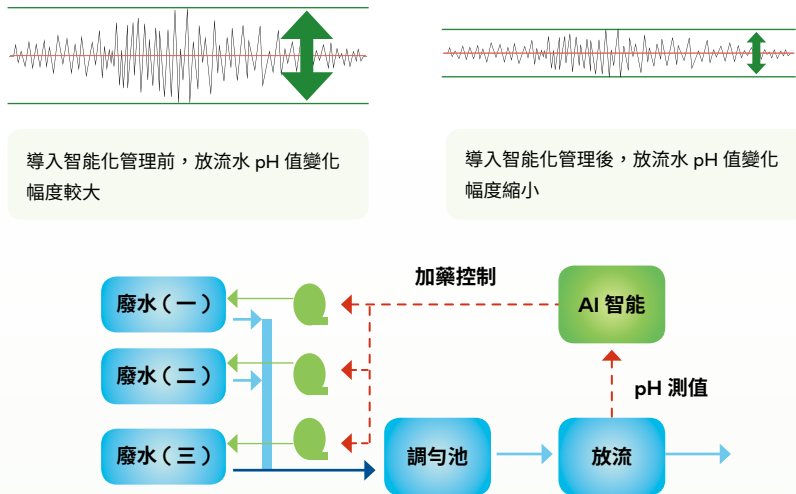 導入智能化管理前，放流水 pH 值變化
幅度較大
導入智能化管理後，放流水 pH 值變化
幅度縮小
加藥控制
廢水（一）
AI 智能
廢水（二）
pH 測值
廢水（三）
調勻池
放流